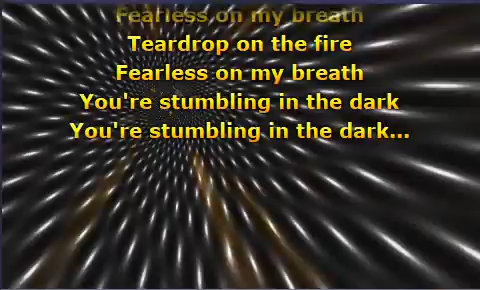 Fearless on my breath
Teardrop on the fire
Fearless on my breath
You're stumbling in the dark
You're stumbling in the dark...